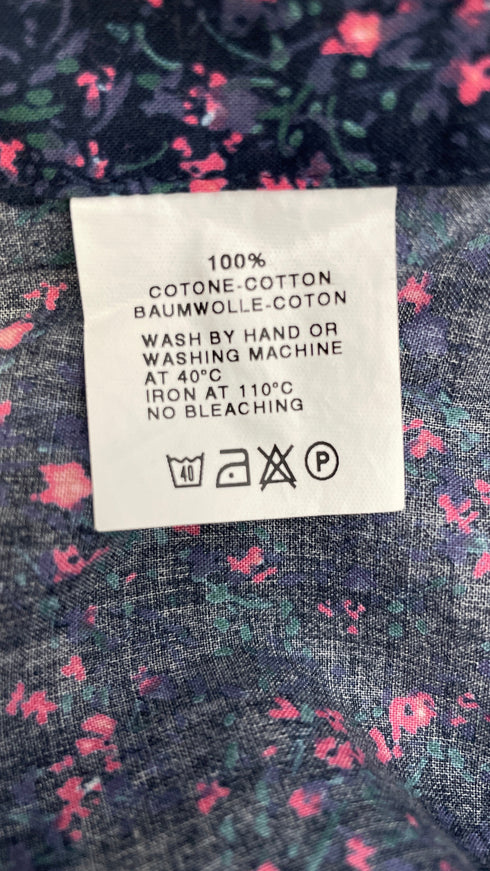 100%
COTONE-COTTON
BAUMWOLLE-COTON
WASH BY HAND OR
WASHING MACHINE
AT 40°C
IRON AT 110°C
NO BLEACHING
40 P